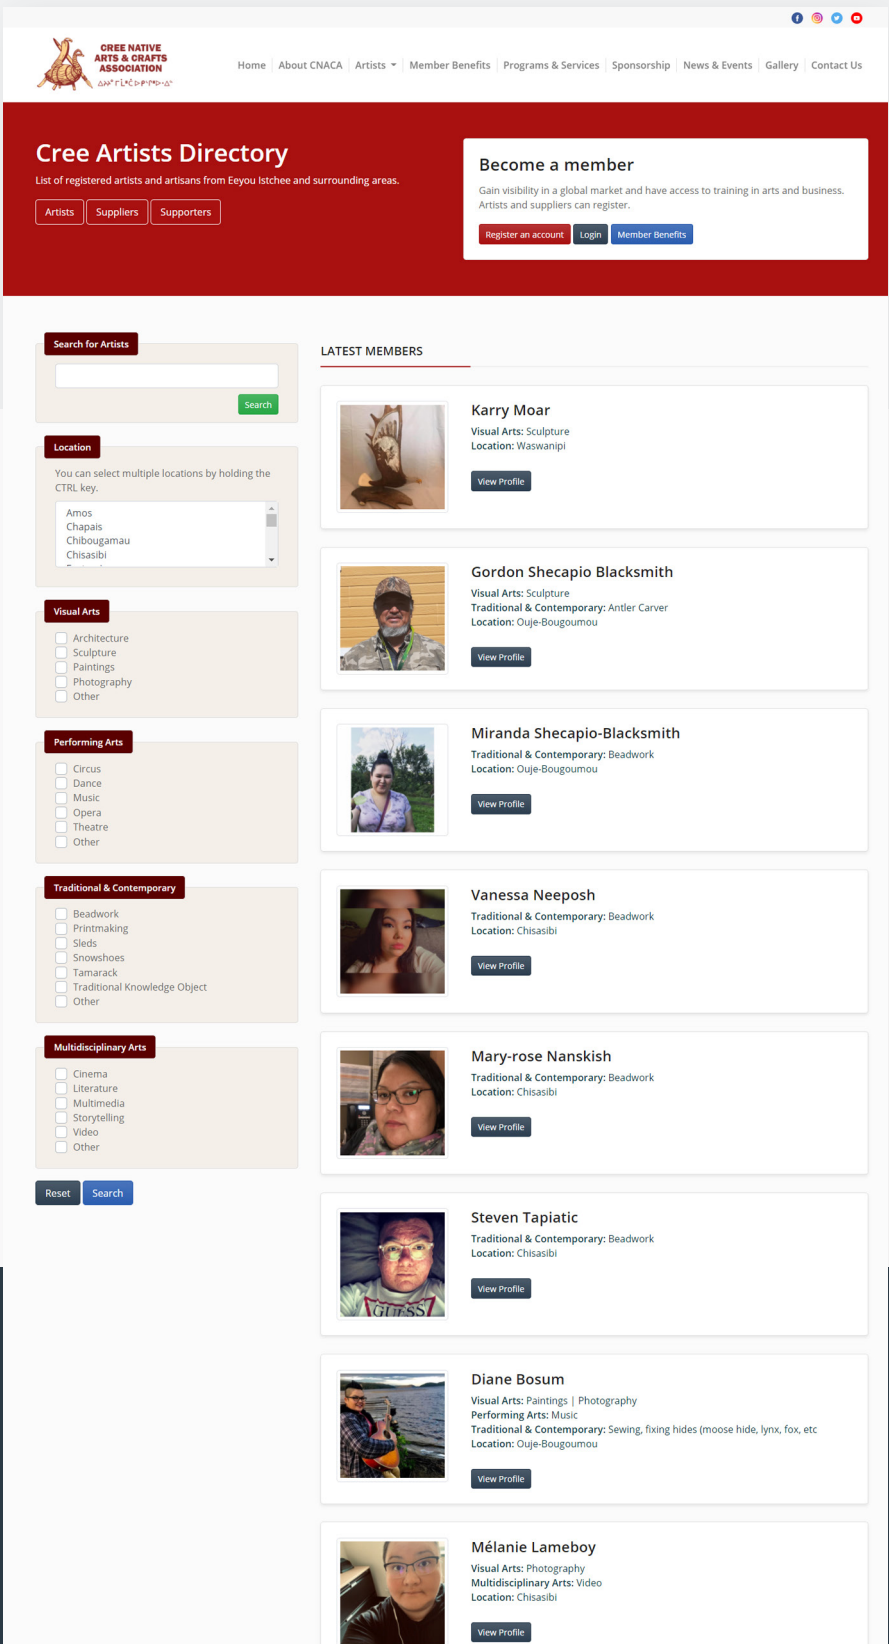 CREE NATIVE
ARTS & CRAFTS
ASSOCIATION
Home
About CNACA
Artists
Member Benefits
Programs & Services
Sponsorship
News & Events
Gallery
Contact Us
Cree Artists Directory
List of registered artists and artisans from Eeyou Istchee and surrounding areas.
Artists
Suppliers
Supporters
Become a member
Gain visibility in a global market and have access to training in arts and business.
Artists and suppliers can register.
Register an account
Login
Member Benefits
Search for Artists
Search
Location
You can select multiple locations by holding the
CTRL key.
Amos
Chapais
Chibougamau
Chisasibi
Visual Arts
Architecture
Sculpture
Paintings
Photography
Other
Performing Arts
Circus
Dance
Music
Opera
Theatre
Other
Traditional & Contemporary
Beadwork
Printmaking
Sleds
Snowshoes
Tamarack
Traditional Knowledge Object
Other
Multidisciplinary Arts
Cinema
Literature
Multimedia
Storytelling
Video
Other
Reset
Search
LATEST MEMBERS
Karry Moar
Visual Arts: Sculpture
Location: Waswanipi
View Profile
Gordon Shecapio Blacksmith
Visual Arts: Sculpture
Traditional & Contemporary: Antler Carver
Location: Ouje-Bougoumou
View Profile
Miranda Shecapio-Blacksmith
Traditional & Contemporary: Beadwork
Location: Ouje-Bougoumou
View Profile
Vanessa Neeposh
Traditional & Contemporary: Beadwork
Location: Chisasibi
View Profile
Mary-rose Nanskish
Traditional & Contemporary: Beadwork
Location: Chisasibi
View Profile
Steven Tapiatic
Traditional & Contemporary: Beadwork
Location: Chisasibi
View Profile
GUESS
Diane Bosum
Visual Arts: Paintings | Photography
Performing Arts: Music
Traditional & Contemporary: Sewing, fixing hides (moose hide, lynx, fox, etc
Location: Ouje-Bougoumou
View Profile
Mélanie Lameboy
Visual Arts: Photography
Multidisciplinary Arts: Video
Location: Chisasibi
View Profile